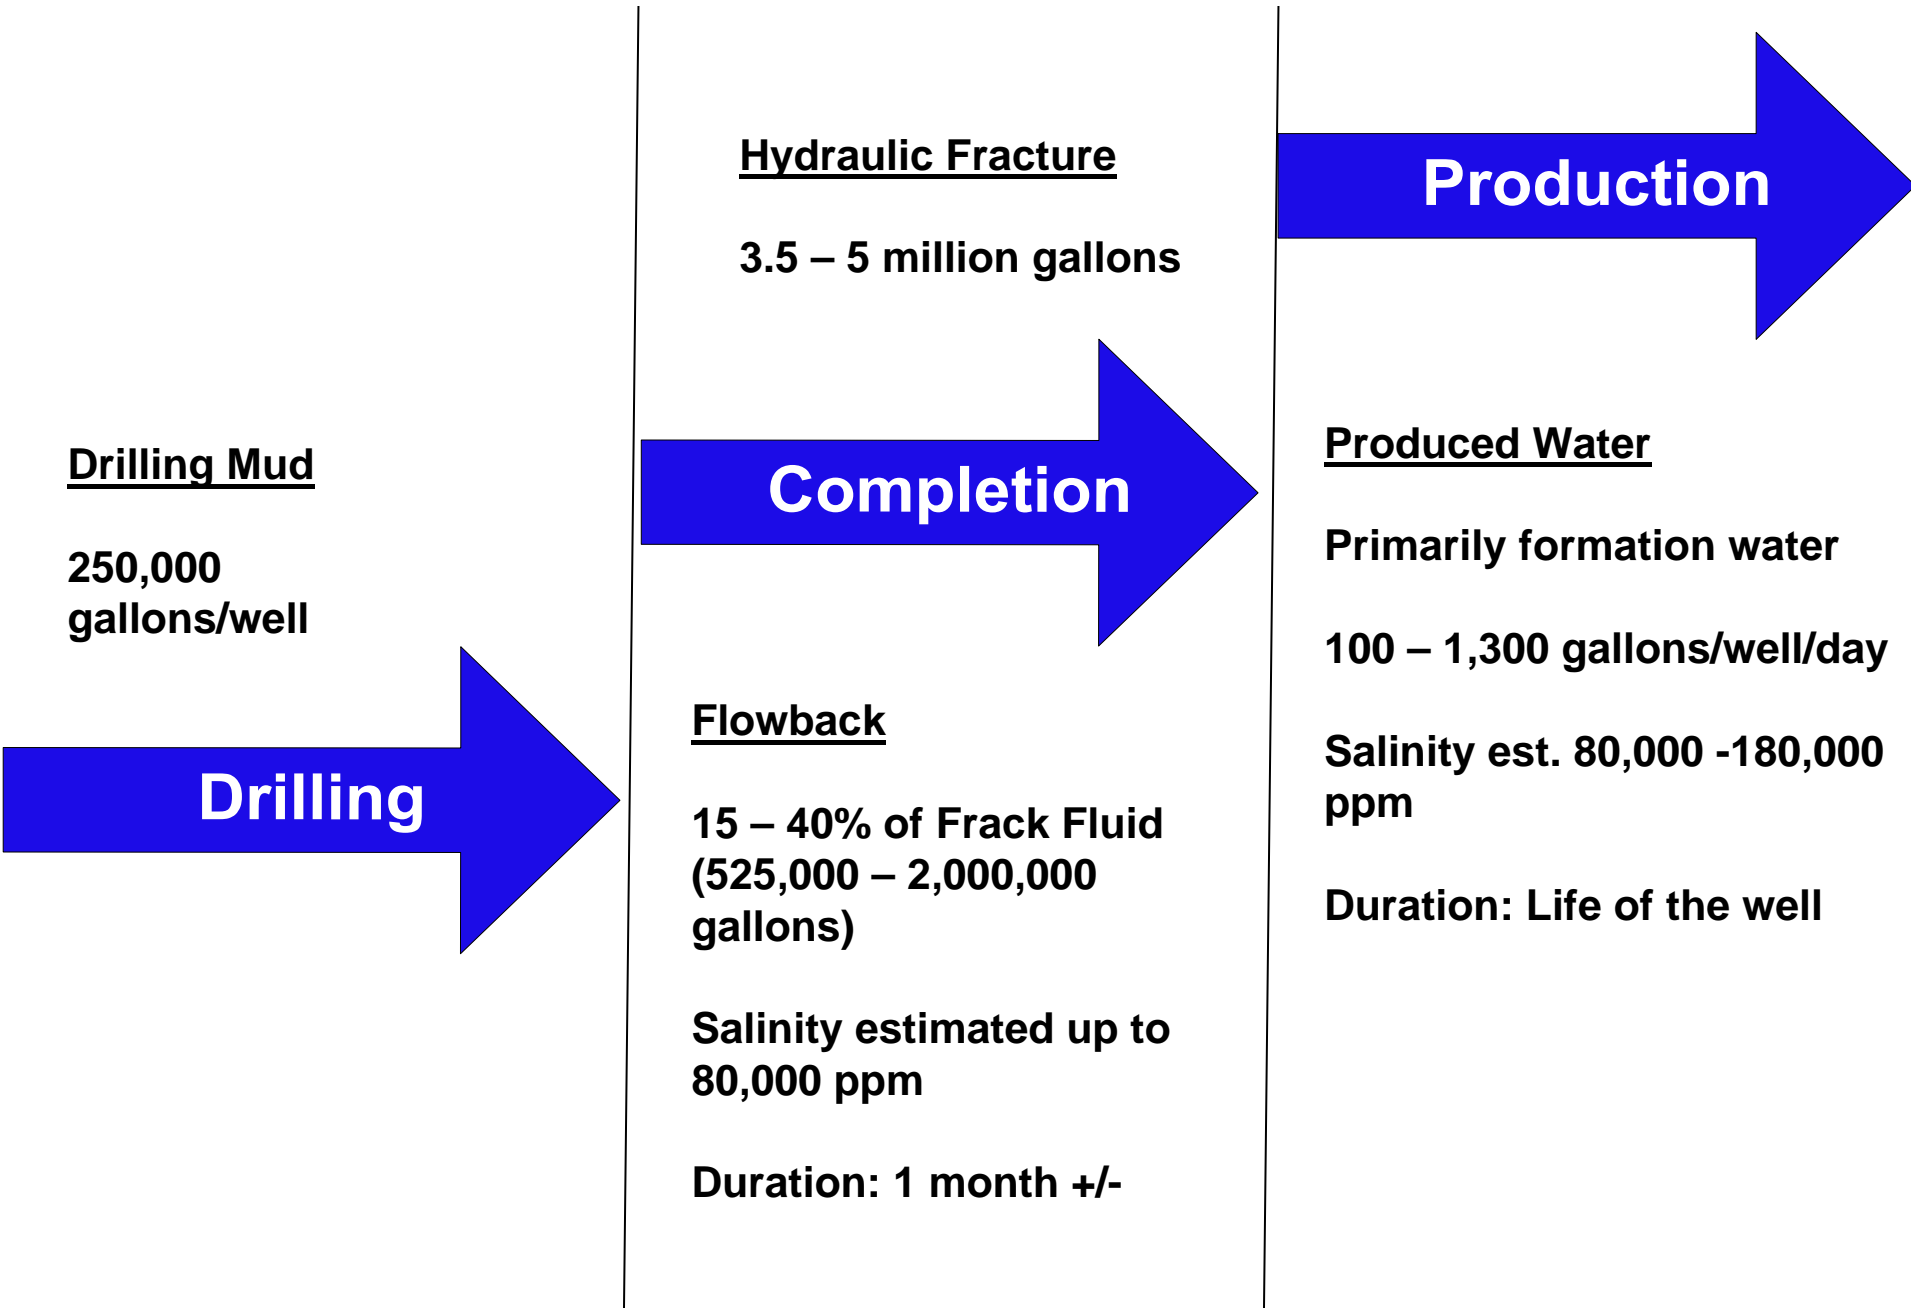 Drilling Mud
250,000
gallons/well
Drilling
Hydraulic Fracture
3.5 – 5 million gallons
Completion
Flowback
15 – 40% of Frack Fluid
(525,000 – 2,000,000
gallons)
Salinity estimated up to
80,000 ppm
Duration: 1 month +/-
Production
Produced Water
Primarily formation water
100 – 1,300 gallons/well/day
Salinity est. 80,000 -180,000
ppm
Duration: Life of the well